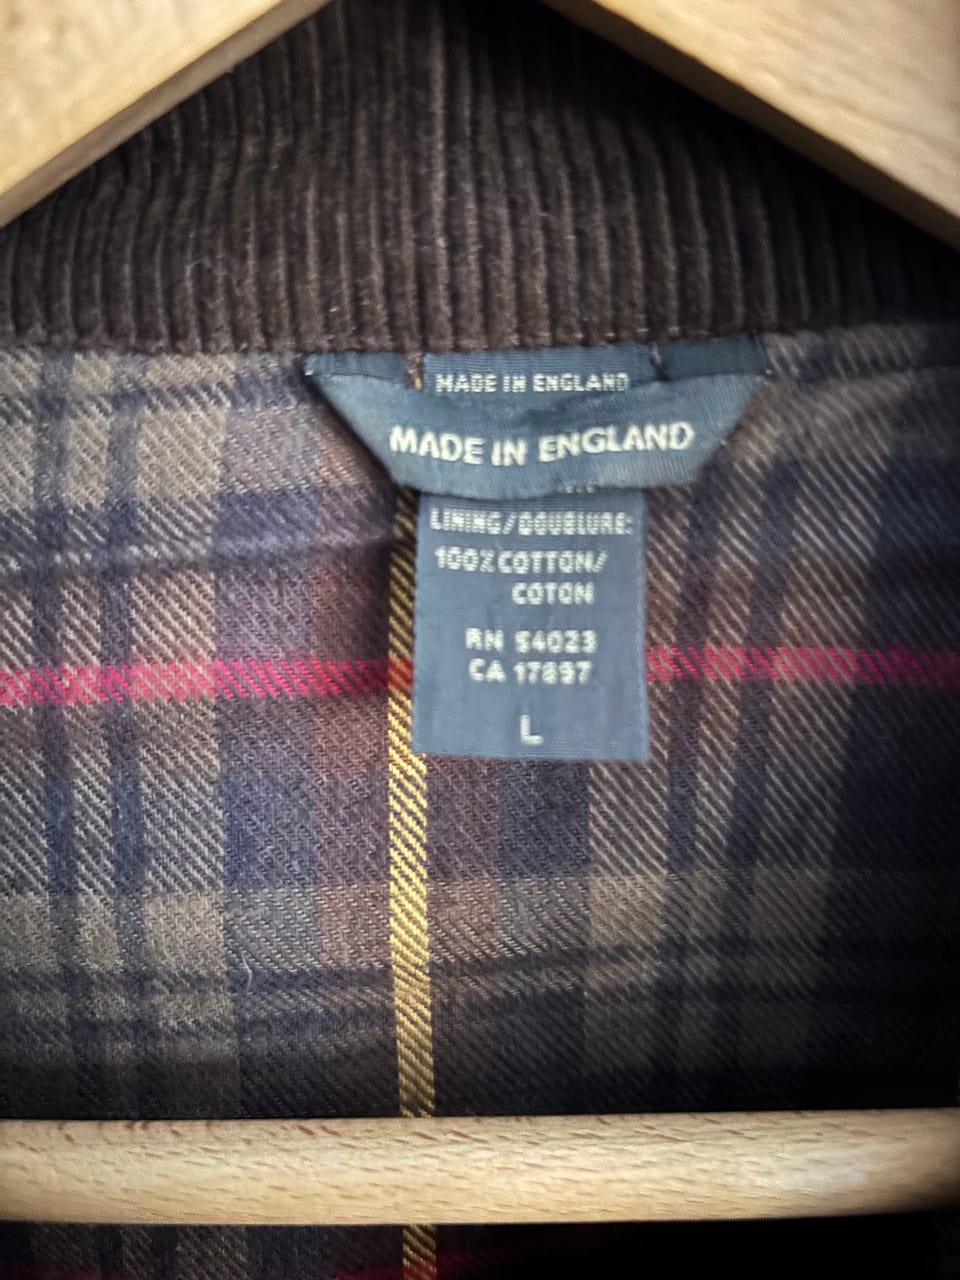 MADE IN ENGLAND
MADE IN ENGLAND
LINING/DOUBLURE:
100% COTTON/
COTON
RN 54023
CA 17897
L